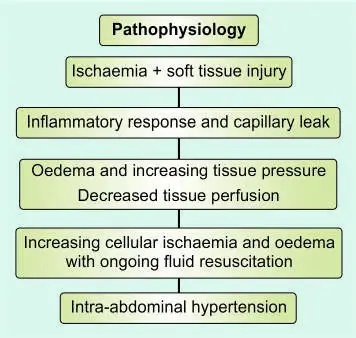 Pathophysiology
Ischaemia + soft tissue injury
Inflammatory response and capillary leak
Oedema and increasing tissue pressure
Decreased tissue perfusion
Increasing cellular ischaemia and oedema
with ongoing fluid resuscitation
Intra-abdominal hypertension